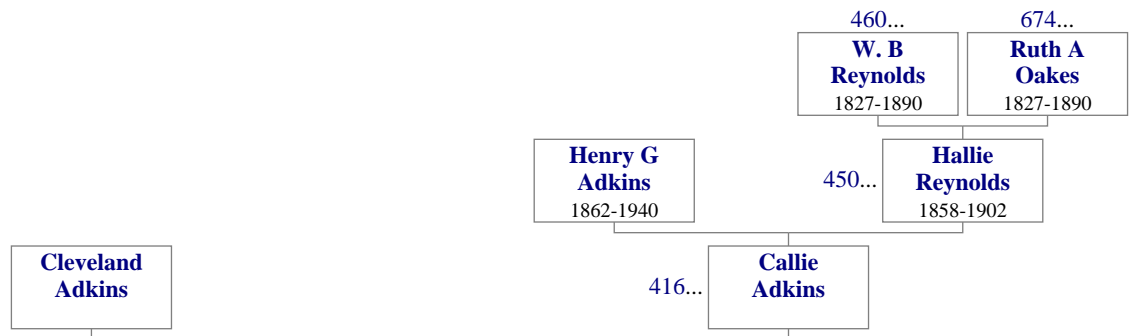 460...
674...
W. B
Reynolds
1827-1890
Ruth A
Oakes
1827-1890
Henry G
Adkins
1862-1940
450...
Hallie
Reynolds
1858-1902
Cleveland
Adkins
416...
Callie
Adkins